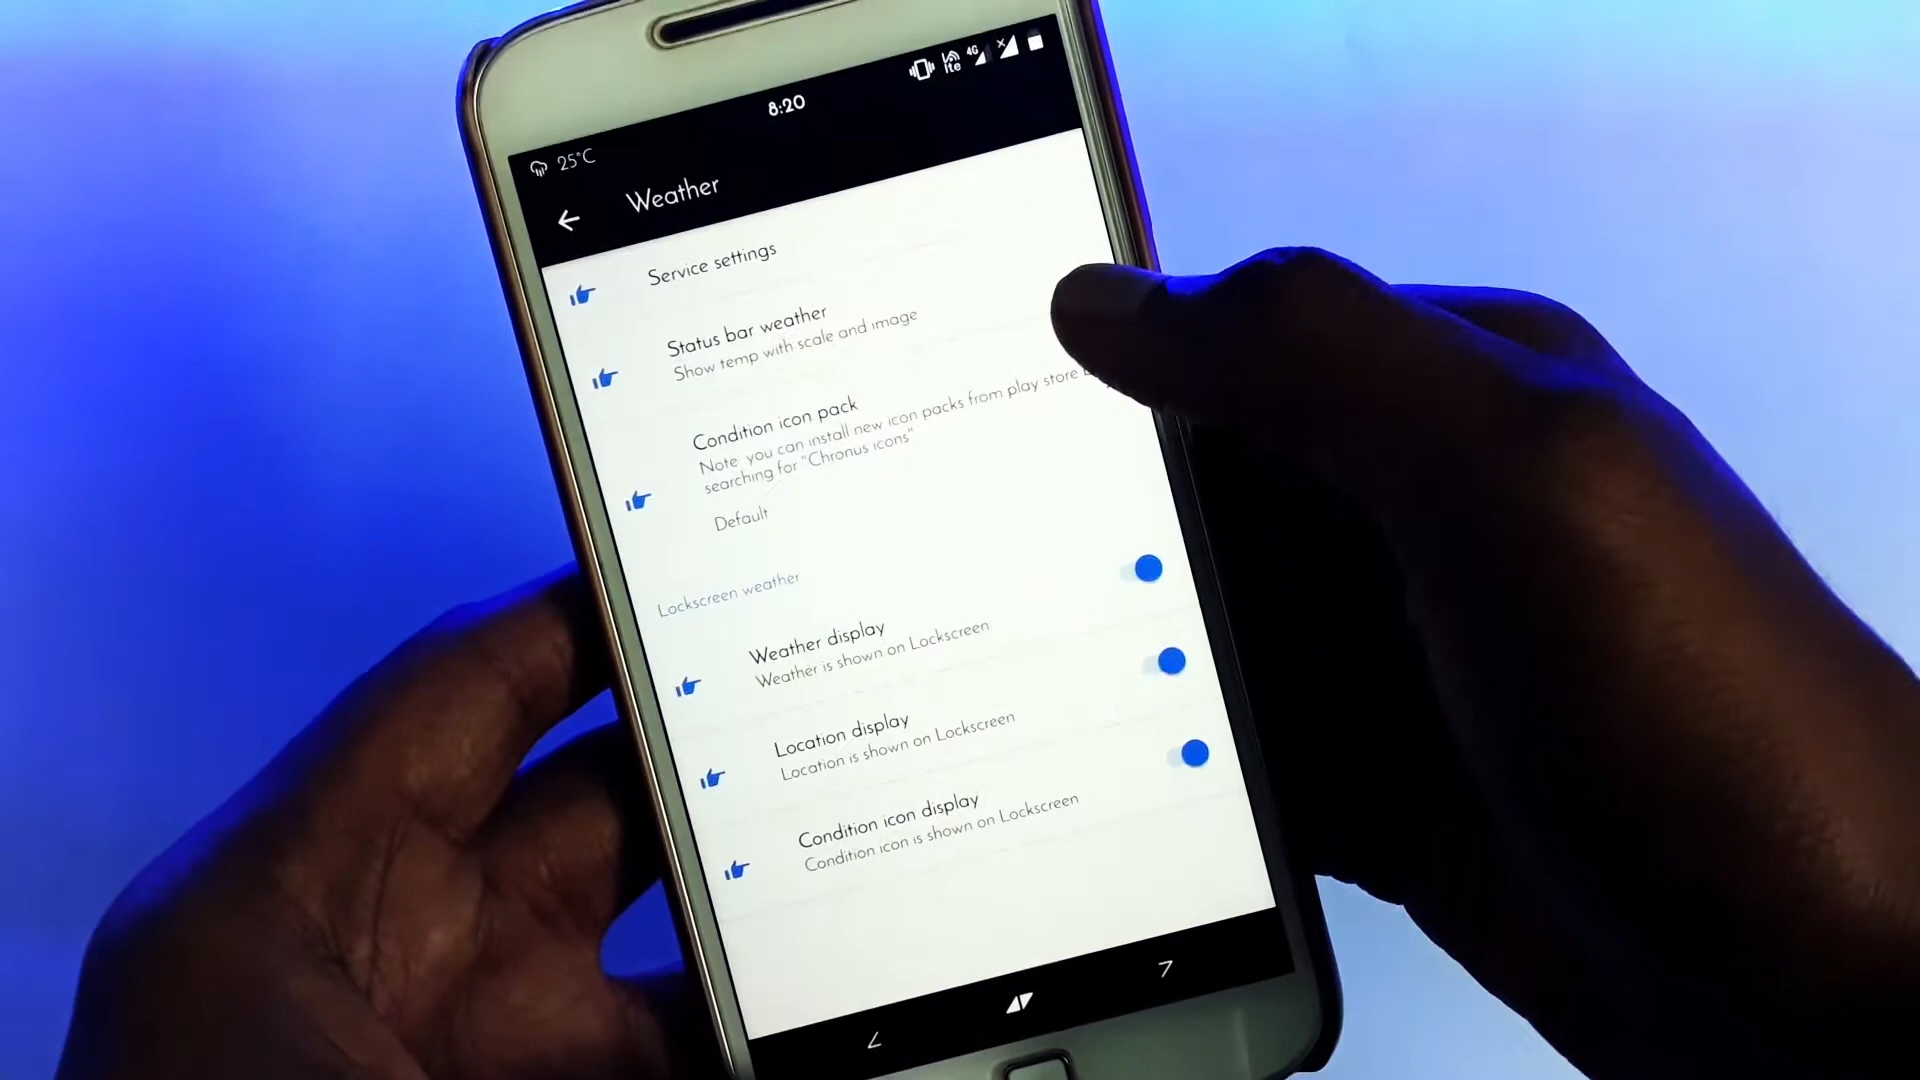 8:20
4G
lte
25°C
Weather
Service settings
Status bar weather
Show temp with scale and image
Condition icon pack
Note you can install new icon packs from play store
searching for "Chronus icons"
Default
Lockscreen weather
Weather display
Weather is shown on Lockscreen
Location display
Location is shown on Lockscreen
Condition icon display
Condition icon is shown on Lockscreen